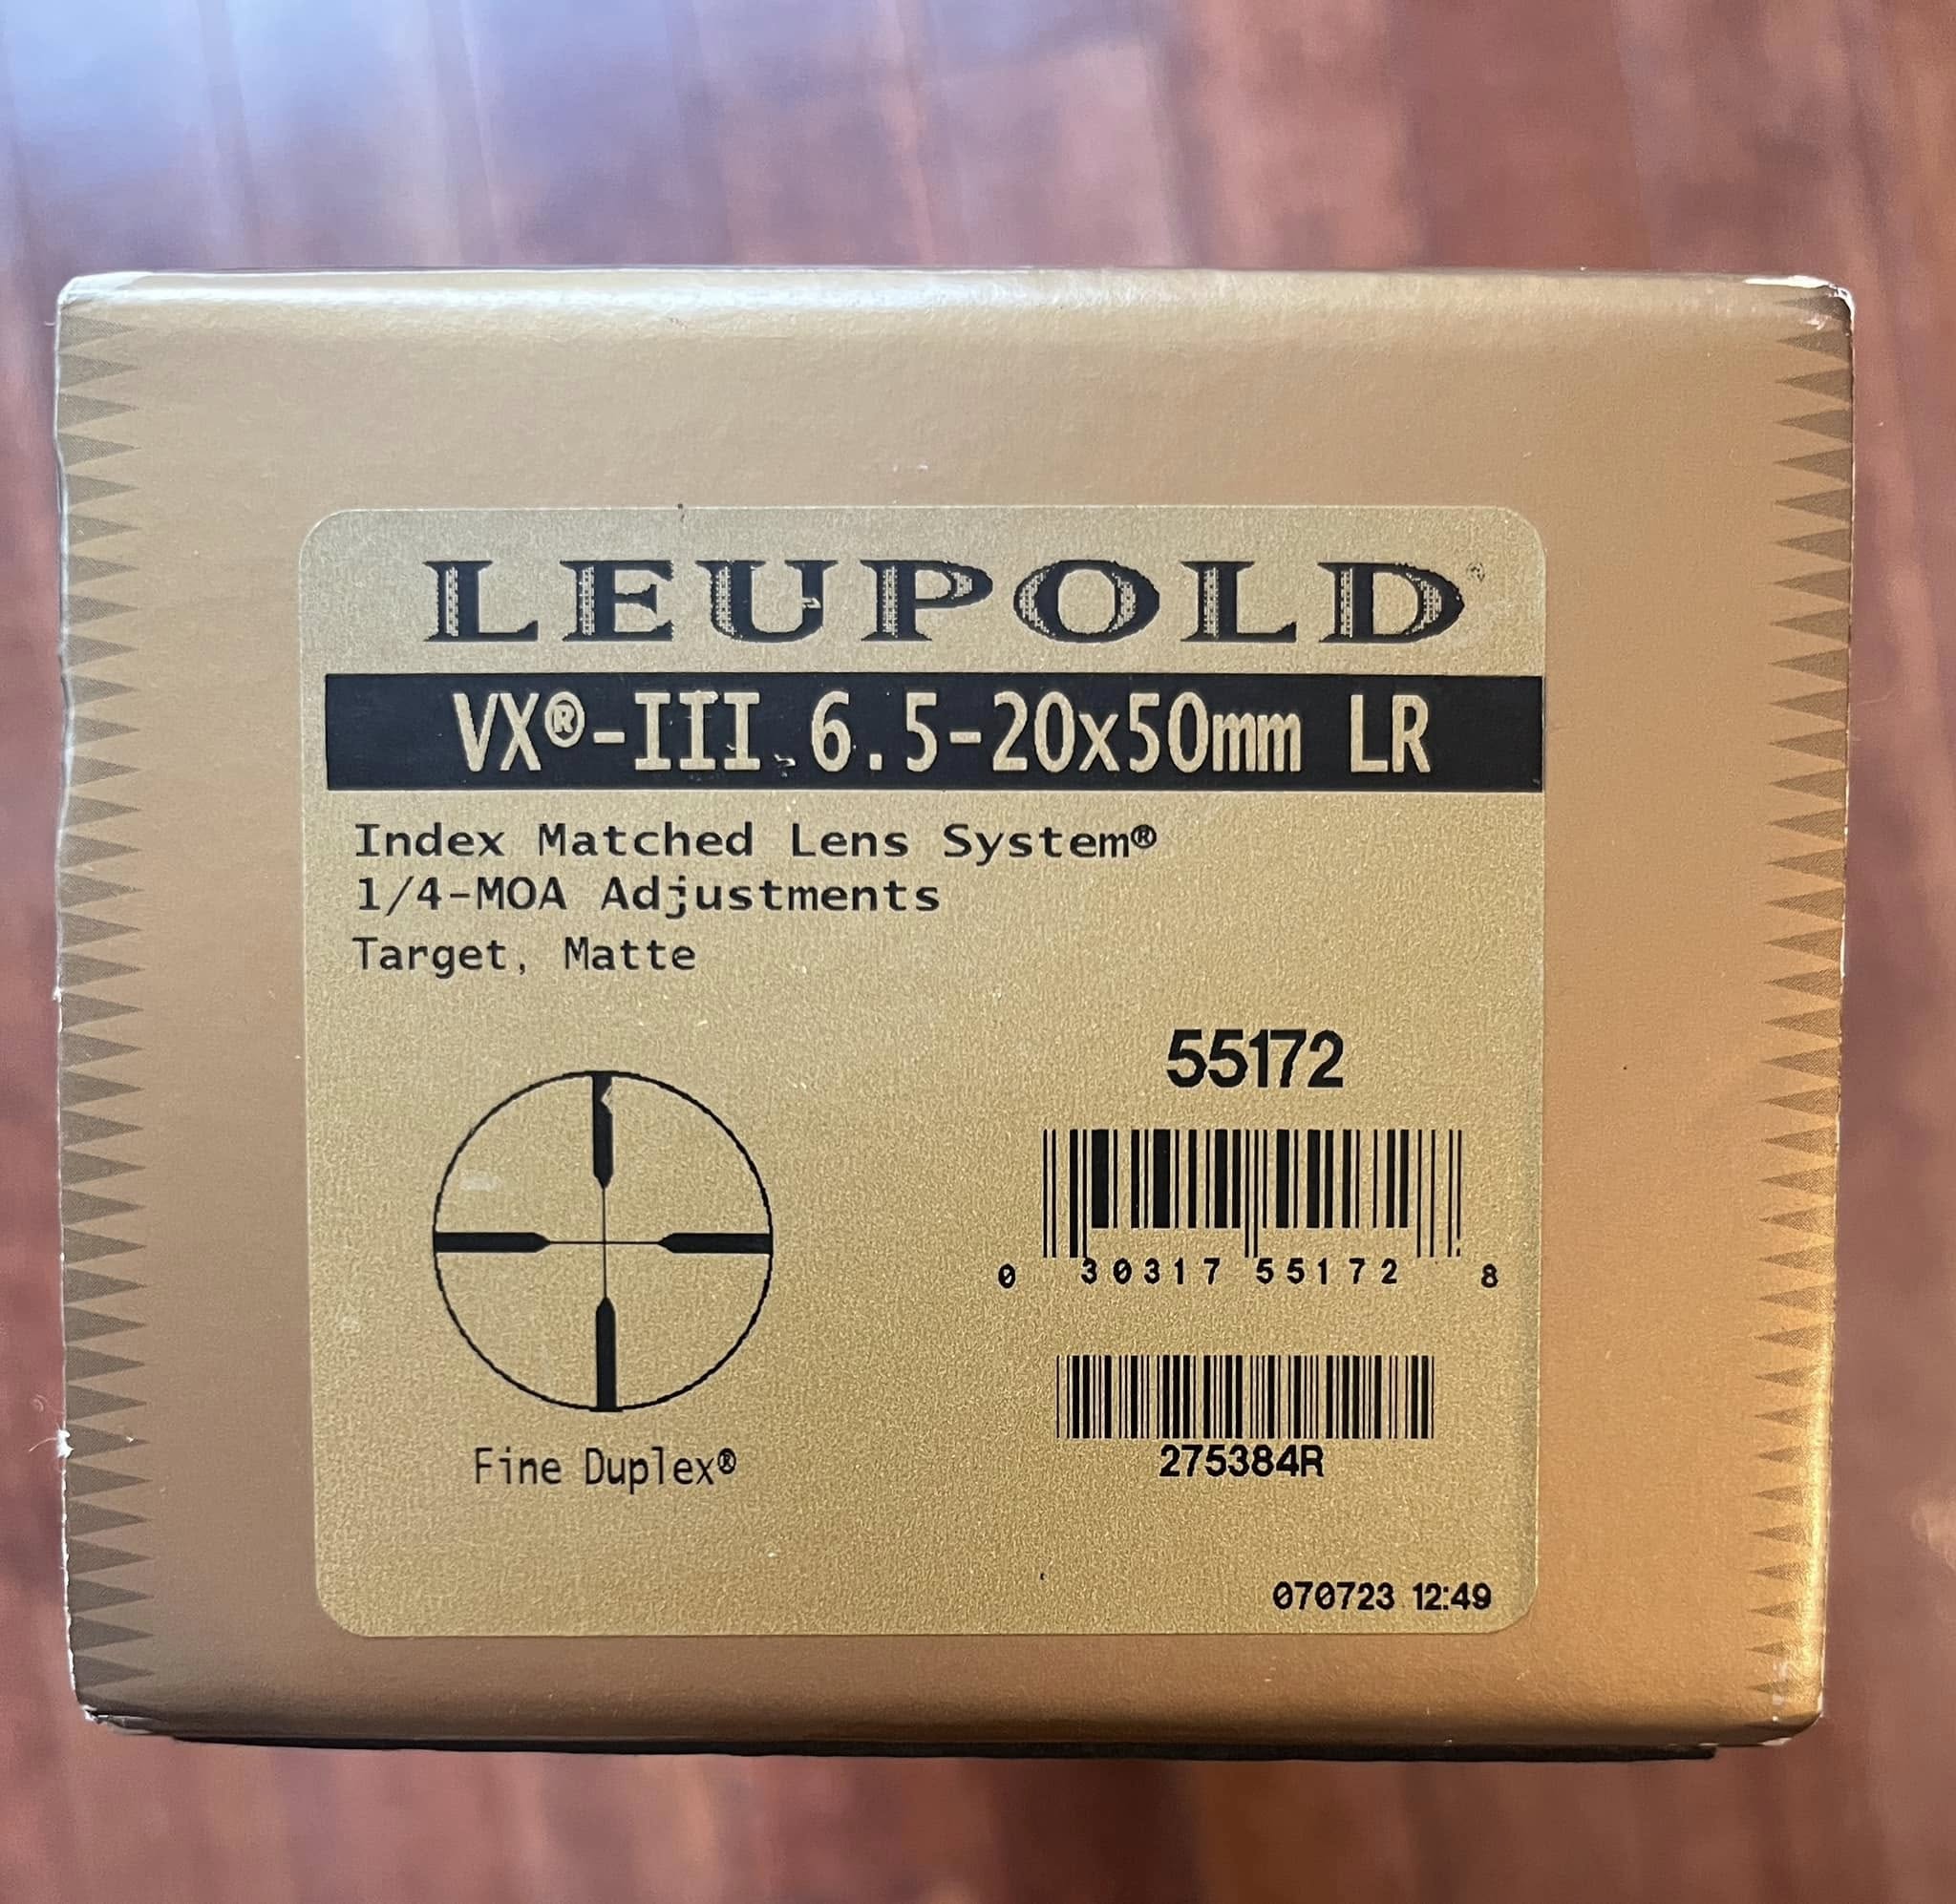 LEUPOLD®
VX®-III 6.5-20x50mm LR
Index Matched Lens System®
1/4-MOA Adjustments
Target, Matte
55172
0 30317 55172 8
275384R
Fine Duplex®
070723 12:49